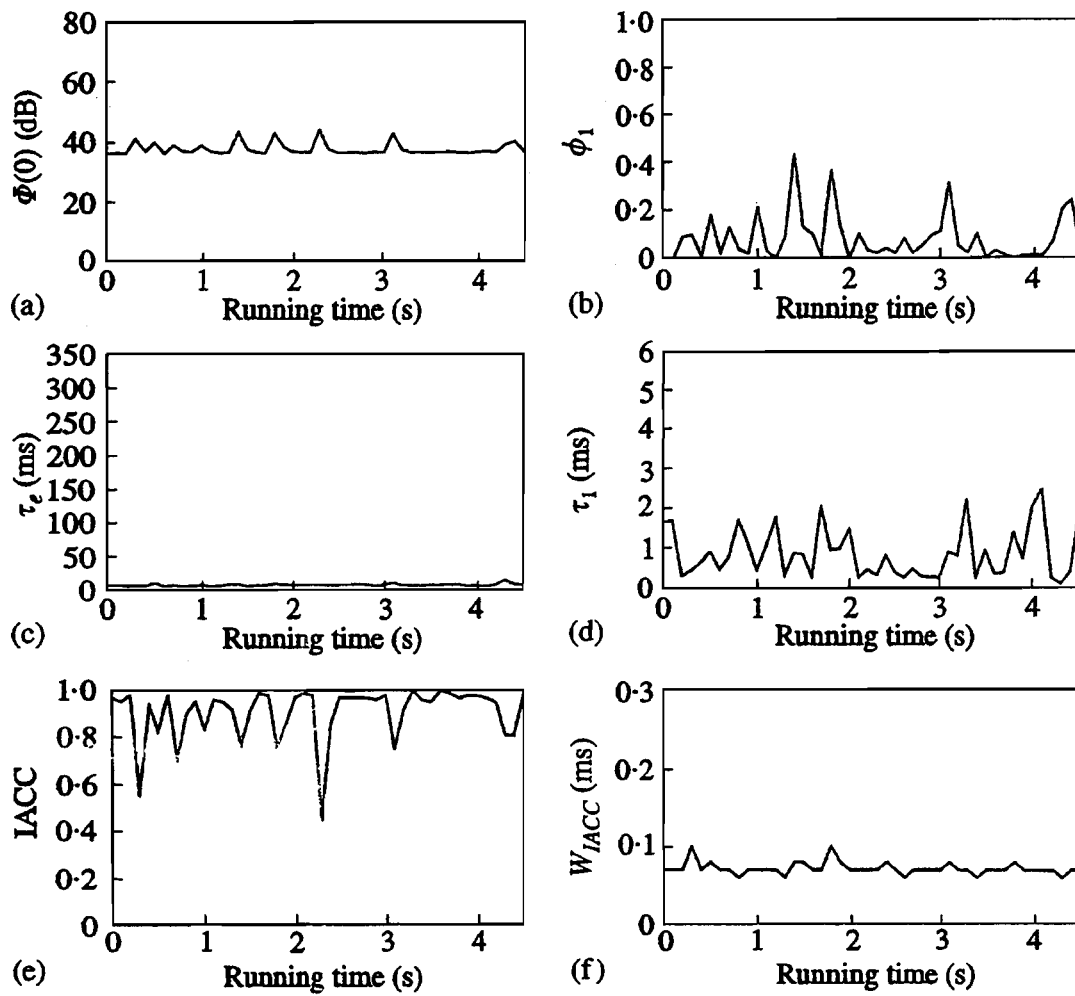 80
60
40
20
0
Φ(0) (dB)
0 1 2 3 4
Running time (s)
(a)
1·0
0·8
0·6
0·4
0·2
0
ϕ1
0 1 2 3 4
Running time (s)
(b)
350
300
250
200
150
100
50
0
τe (ms)
0 1 2 3 4
Running time (s)
(c)
6
5
4
3
2
1
0
τ1 (ms)
0 1 2 3 4
Running time (s)
(d)
1·0
0·8
0·6
0·4
0·2
0
IACC
0 1 2 3 4
Running time (s)
(e)
0·3
0·2
0·1
0
WIACC (ms)
0 1 2 3 4
Running time (s)
(f)